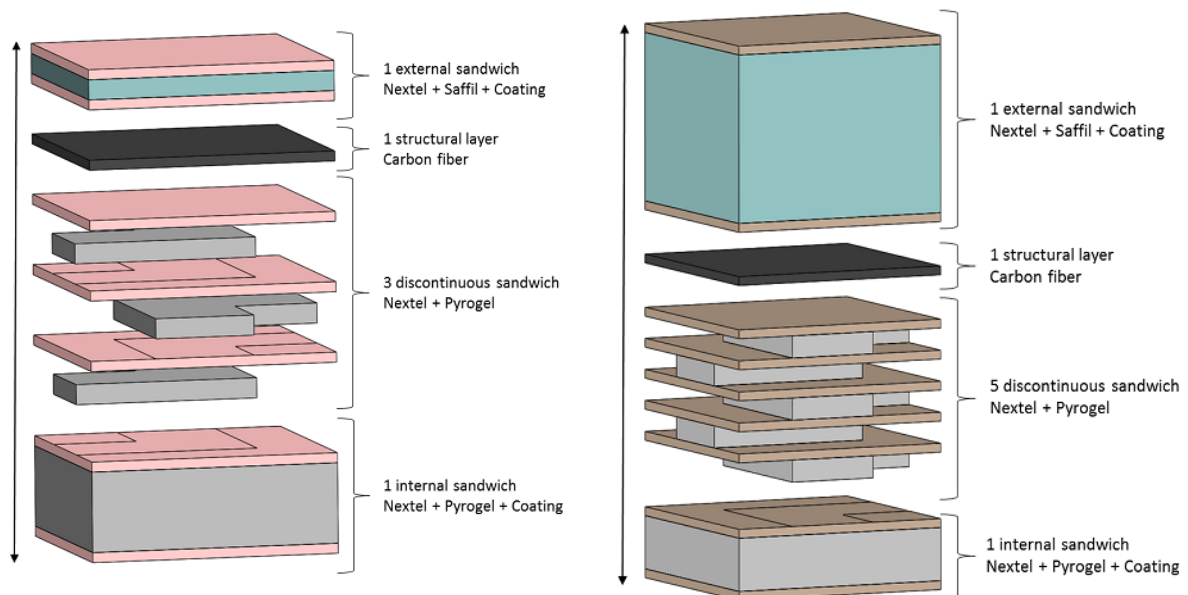 1 external sandwich
Nextel + Saffil + Coating
1 structural layer
Carbon fiber
3 discontinuous sandwich
Nextel + Pyrogel
1 internal sandwich
Nextel + Pyrogel + Coating
1 external sandwich
Nextel + Saffil + Coating
1 structural layer
Carbon fiber
5 discontinuous sandwich
Nextel + Pyrogel
1 internal sandwich
Nextel + Pyrogel + Coating